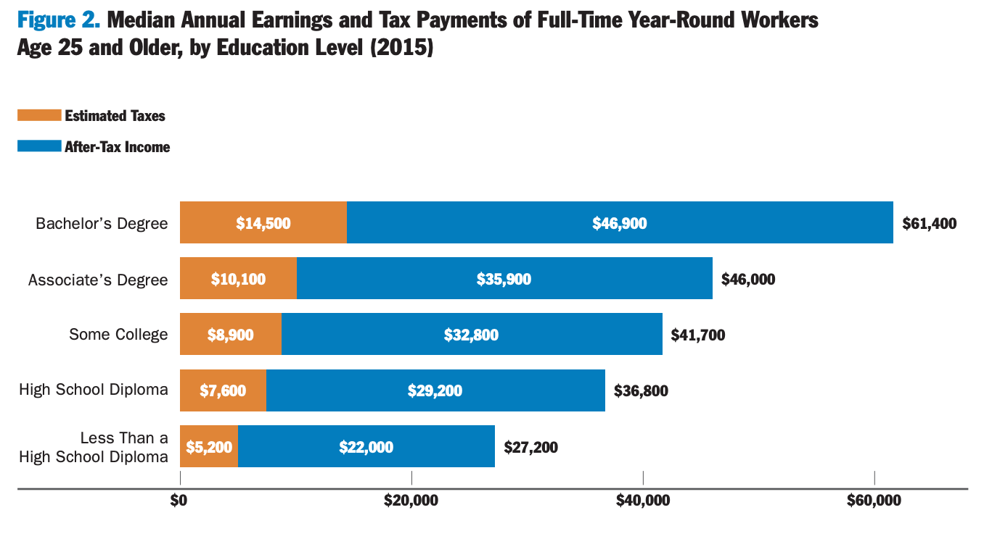 Figure 2. Median Annual Earnings and Tax Payments of Full-Time Year-Round Workers
Age 25 and Older, by Education Level (2015)
Estimated Taxes
After-Tax Income
Bachelor’s Degree $14,500 $46,900 $61,400
Associate’s Degree $10,100 $35,900 $46,000
Some College $8,900 $32,800 $41,700
High School Diploma $7,600 $29,200 $36,800
Less Than a
High School Diploma $5,200 $22,000 $27,200
$0 $20,000 $40,000 $60,000